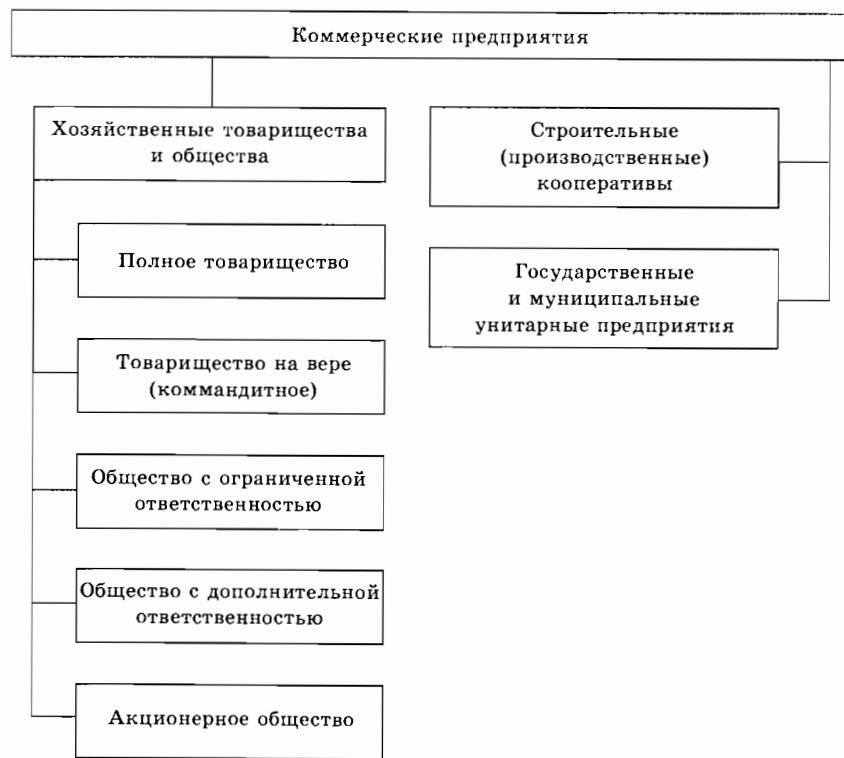 Коммерческие предприятия
Хозяйственные товарищества
и общества
Полное товарищество
Товарищество на вере
(коммандитное)
Общество с ограниченной
ответственностью
Общество с дополнительной
ответственностью
Акционерное общество
Строительные
(производственные)
кооперативы
Государственные
и муниципальные
унитарные предприятия